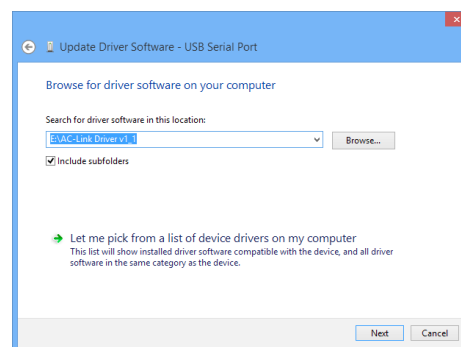 Update Driver Software - USB Serial Port
Browse for driver software on your computer
Search for driver software in this location:
E:\AC-Link Driver v1_1
Browse...
Include subfolders
Let me pick from a list of device drivers on my computer
This list will show installed driver software compatible with the device, and all driver
software in the same category as the device.
Next
Cancel